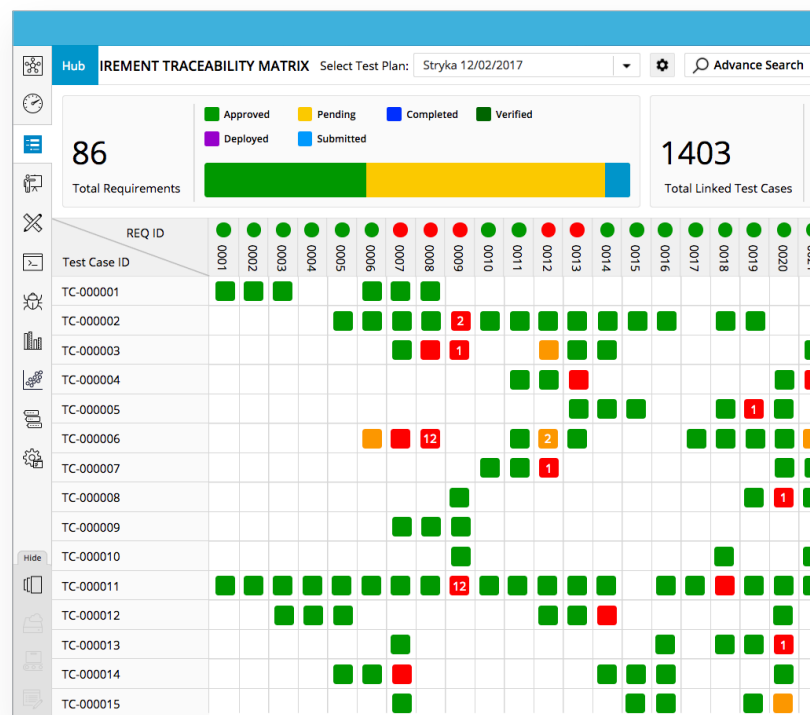 Hub
IREMENT TRACEABILITY MATRIX Select Test Plan: Stryka 12/02/2017 Advance Search
Approved Pending Completed Verified
Deployed Submitted
86
Total Requirements
1403
Total Linked Test Cases
REQ ID
Test Case ID
0001 0002 0003 0004 0005 0006 0007 0008 0009 0010 0011 0012 0013 0014 0015 0016 0017 0018 0019 0020
TC-000001
TC-000002 2
TC-000003 1
TC-000004
TC-000005 1
TC-000006 12 2
TC-000007 1
TC-000008 1
TC-000009
Hide
TC-000010
TC-000011 12
TC-000012
TC-000013 1
TC-000014
TC-000015